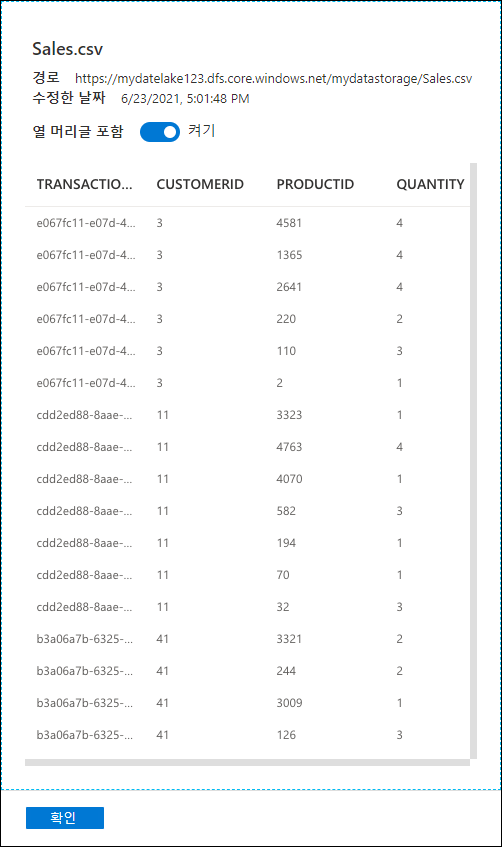 Sales.csv
경로 https://mydatelake123.dfs.core.windows.net/mydatastorage/Sales.csv
수정한 날짜 6/23/2021, 5:01:48 PM
열 머리글 포함 켜기
TRANSACTIO... CUSTOMERID PRODUCTID QUANTITY
e067fc11-e07d-4... 3 4581 4
e067fc11-e07d-4... 3 1365 4
e067fc11-e07d-4... 3 2641 4
e067fc11-e07d-4... 3 220 2
e067fc11-e07d-4... 3 110 3
e067fc11-e07d-4... 3 2 1
cdd2ed88-8aae-... 11 3323 1
cdd2ed88-8aae-... 11 4763 4
cdd2ed88-8aae-... 11 4070 1
cdd2ed88-8aae-... 11 582 3
cdd2ed88-8aae-... 11 194 1
cdd2ed88-8aae-... 11 70 1
cdd2ed88-8aae-... 11 32 3
b3a06a7b-6325-... 41 3321 2
b3a06a7b-6325-... 41 244 2
b3a06a7b-6325-... 41 3009 1
b3a06a7b-6325-... 41 126 3
확인